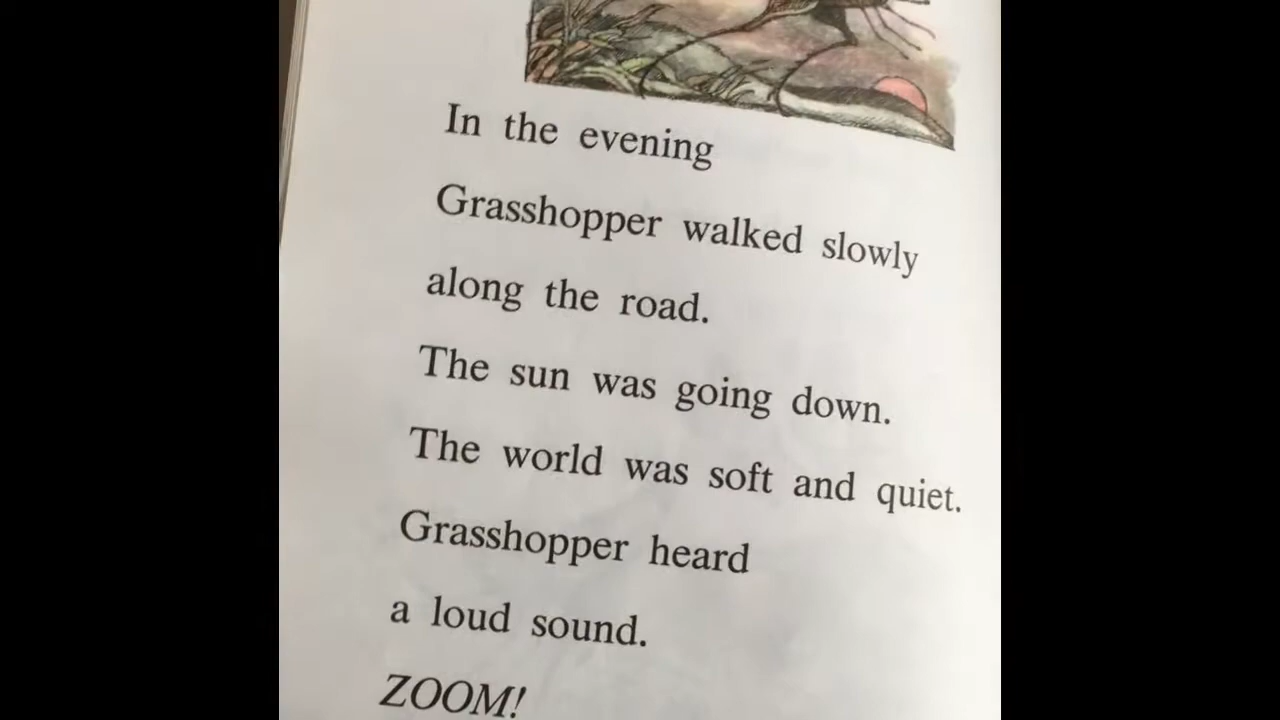 In the evening
Grasshopper walked slowly
along the road.
The sun was going down.
The world was soft and quiet.
Grasshopper heard
a loud sound.
ZOOM!